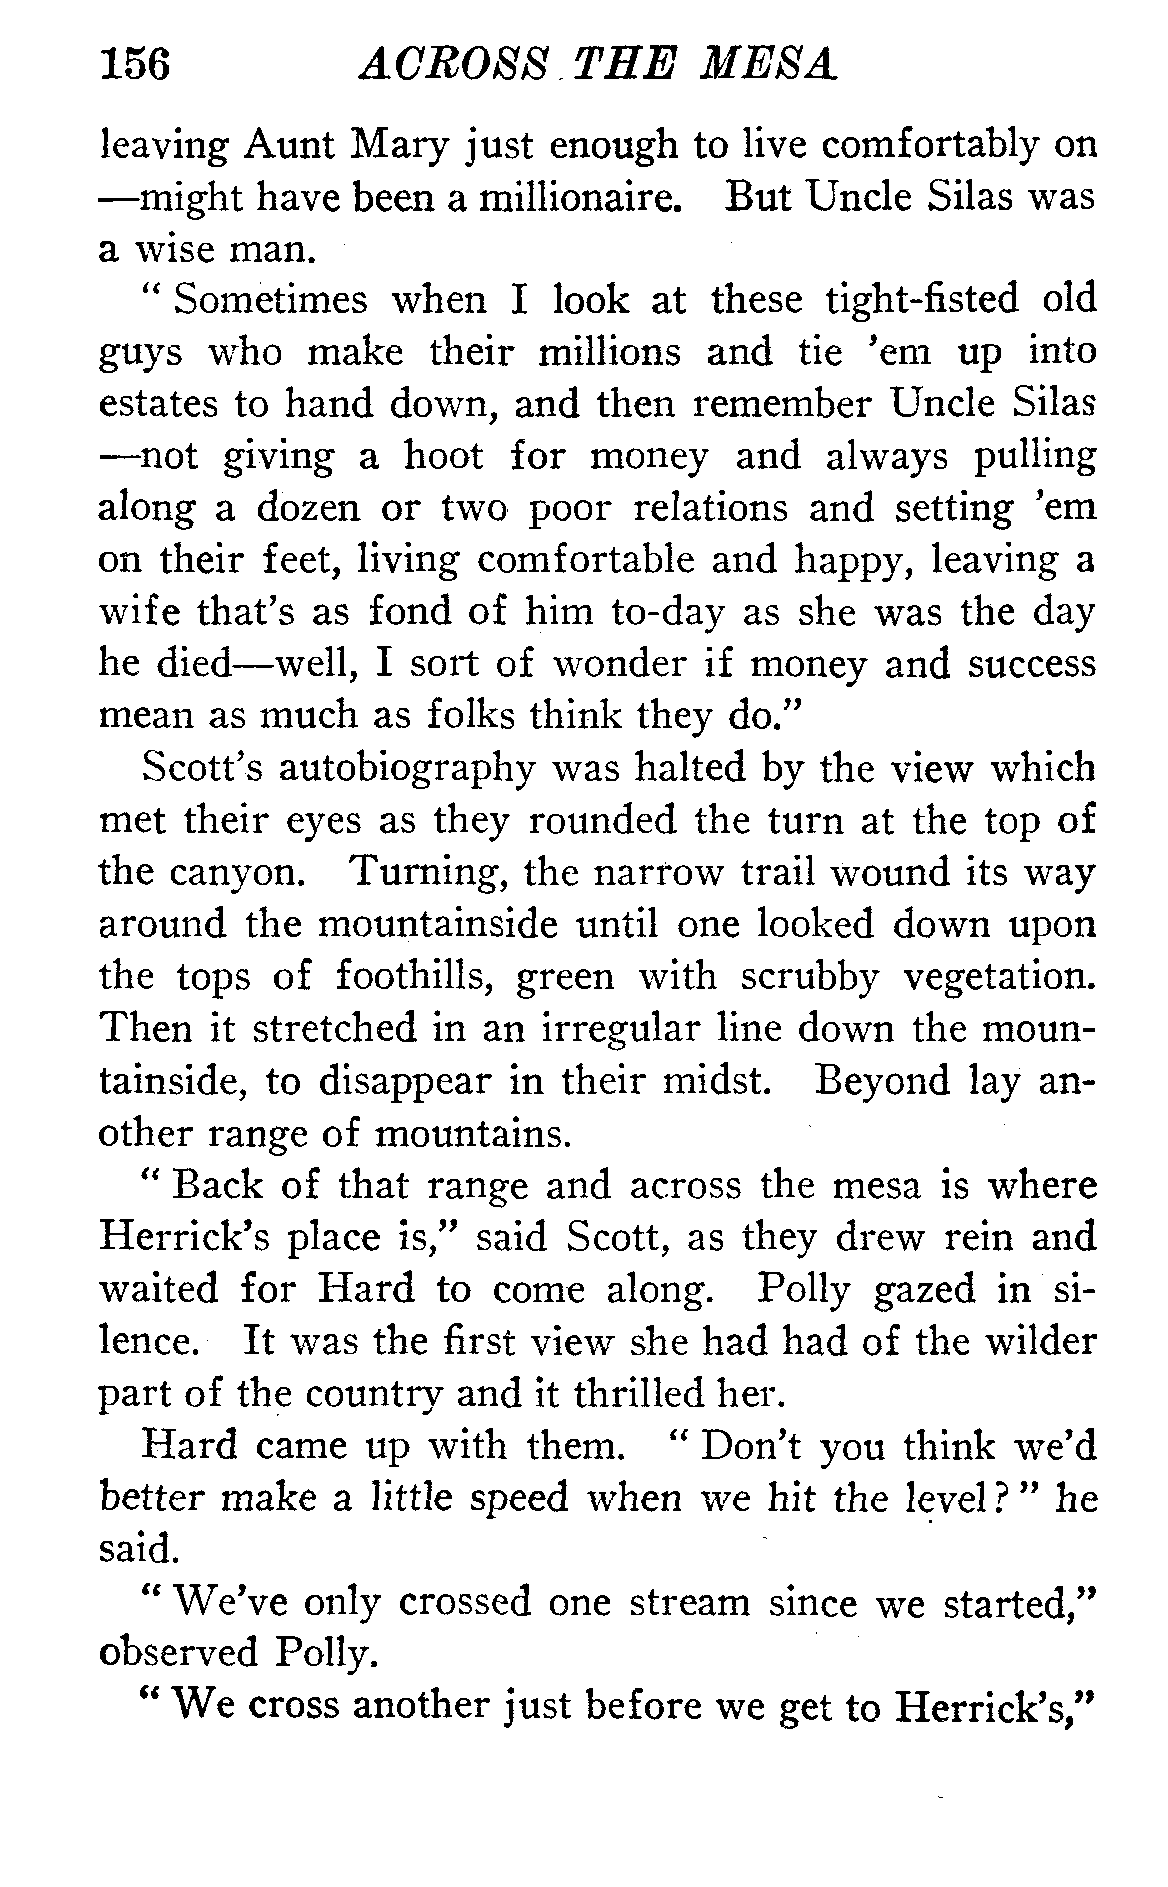 156 ACROSS THE MESA
leaving Aunt Mary just enough to live comfortably on
—might have been a millionaire. But Uncle Silas was
a wise man.
“ Sometimes when I look at these tight-fisted old
guys who make their millions and tie ’em up into
estates to hand down, and then remember Uncle Silas
—not giving a hoot for money and always pulling
along a dozen or two poor relations and setting ’em
on their feet, living comfortable and happy, leaving a
wife that’s as fond of him to-day as she was the day
he died—well, I sort of wonder if money and success
mean as much as folks think they do.”
Scott’s autobiography was halted by the view which
met their eyes as they rounded the turn at the top of
the canyon. Turning, the narrow trail wound its way
around the mountainside until one looked down upon
the tops of foothills, green with scrubby vegetation.
Then it stretched in an irregular line down the moun-
tainside, to disappear in their midst. Beyond lay an-
other range of mountains.
“ Back of that range and across the mesa is where
Herrick’s place is,” said Scott, as they drew rein and
waited for Hard to come along. Polly gazed in si-
lence. It was the first view she had had of the wilder
part of the country and it thrilled her.
Hard came up with them. “ Don’t you think we’d
better make a little speed when we hit the level? ” he
said.
“ We’ve only crossed one stream since we started,”
observed Polly.
“ We cross another just before we get to Herrick’s,”